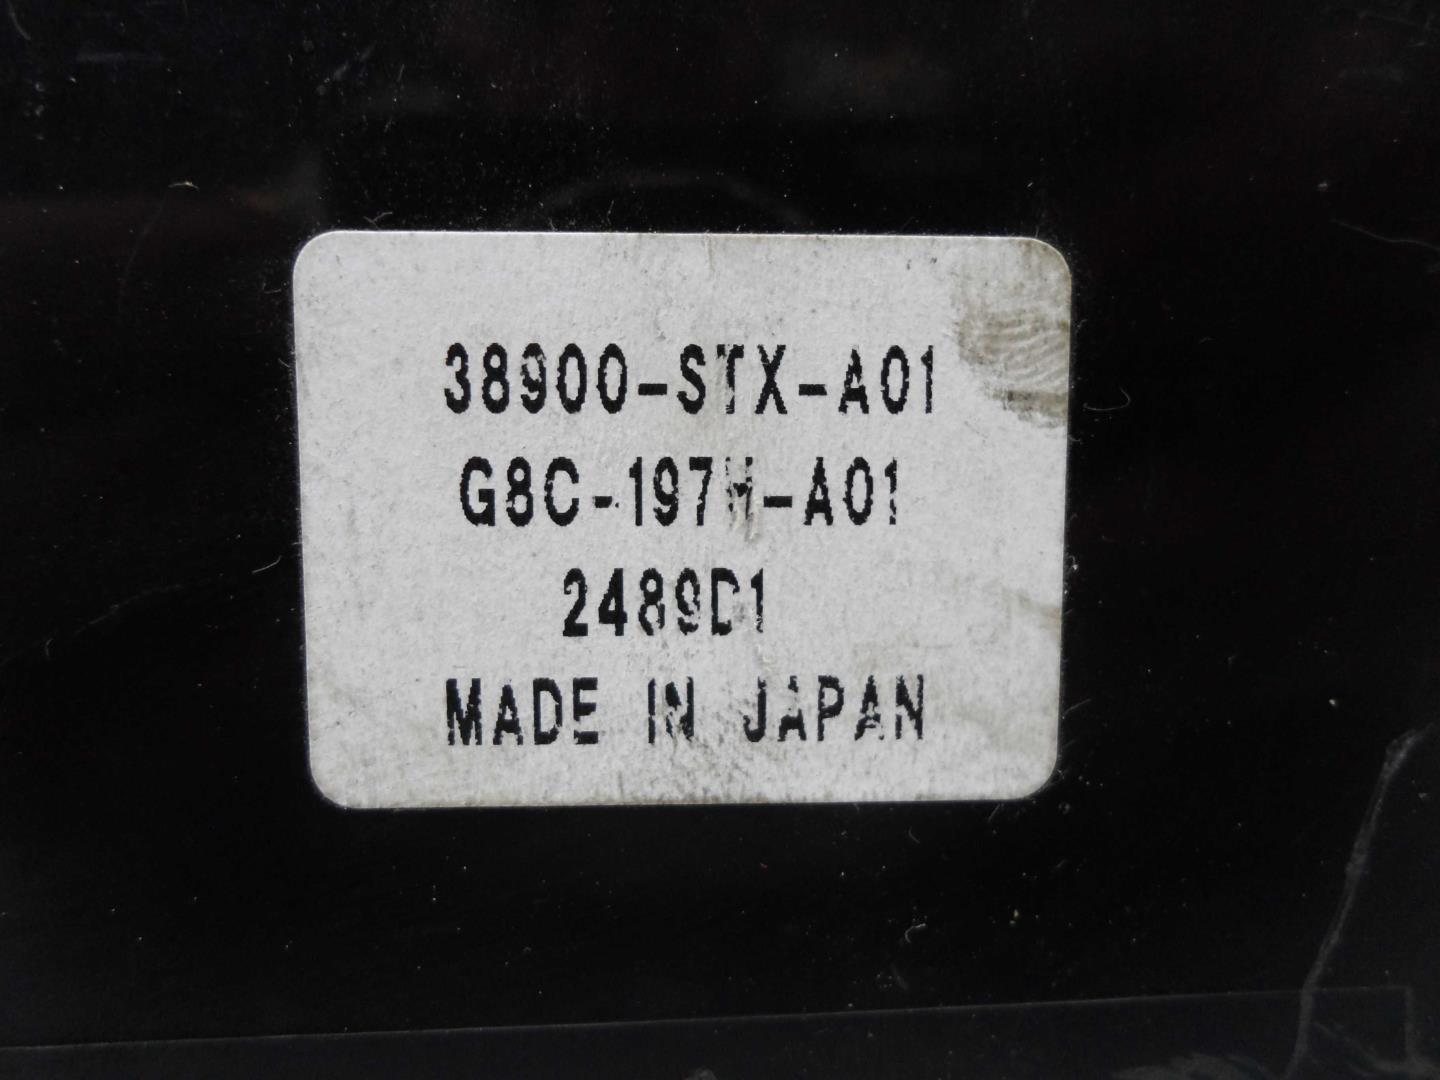 38900-STX-A01
G8C-197H-A01
2489D1
MADE IN JAPAN